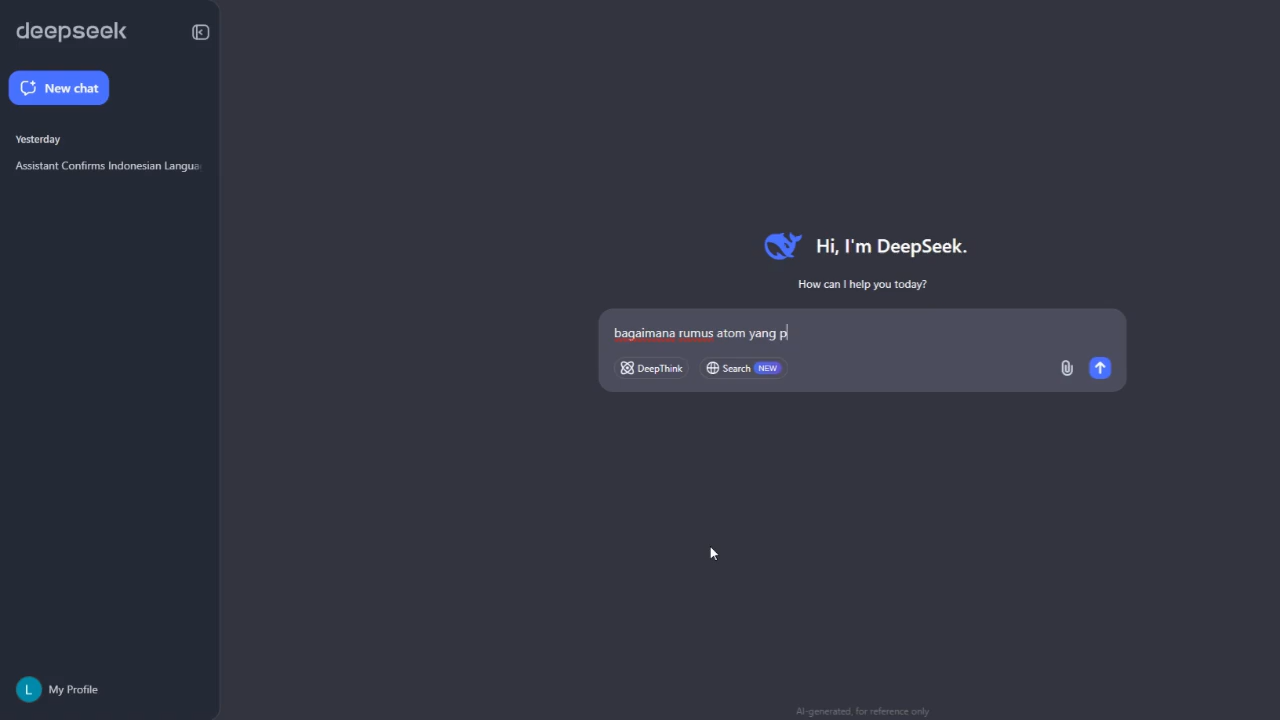 deepseek
New chat
Yesterday
Assistant Confirms Indonesian Langua
L
My Profile
Hi, I'm DeepSeek.
How can I help you today?
bagaimana rumus atom yang p
DeepThink
Search NEW
AI-generated, for reference only